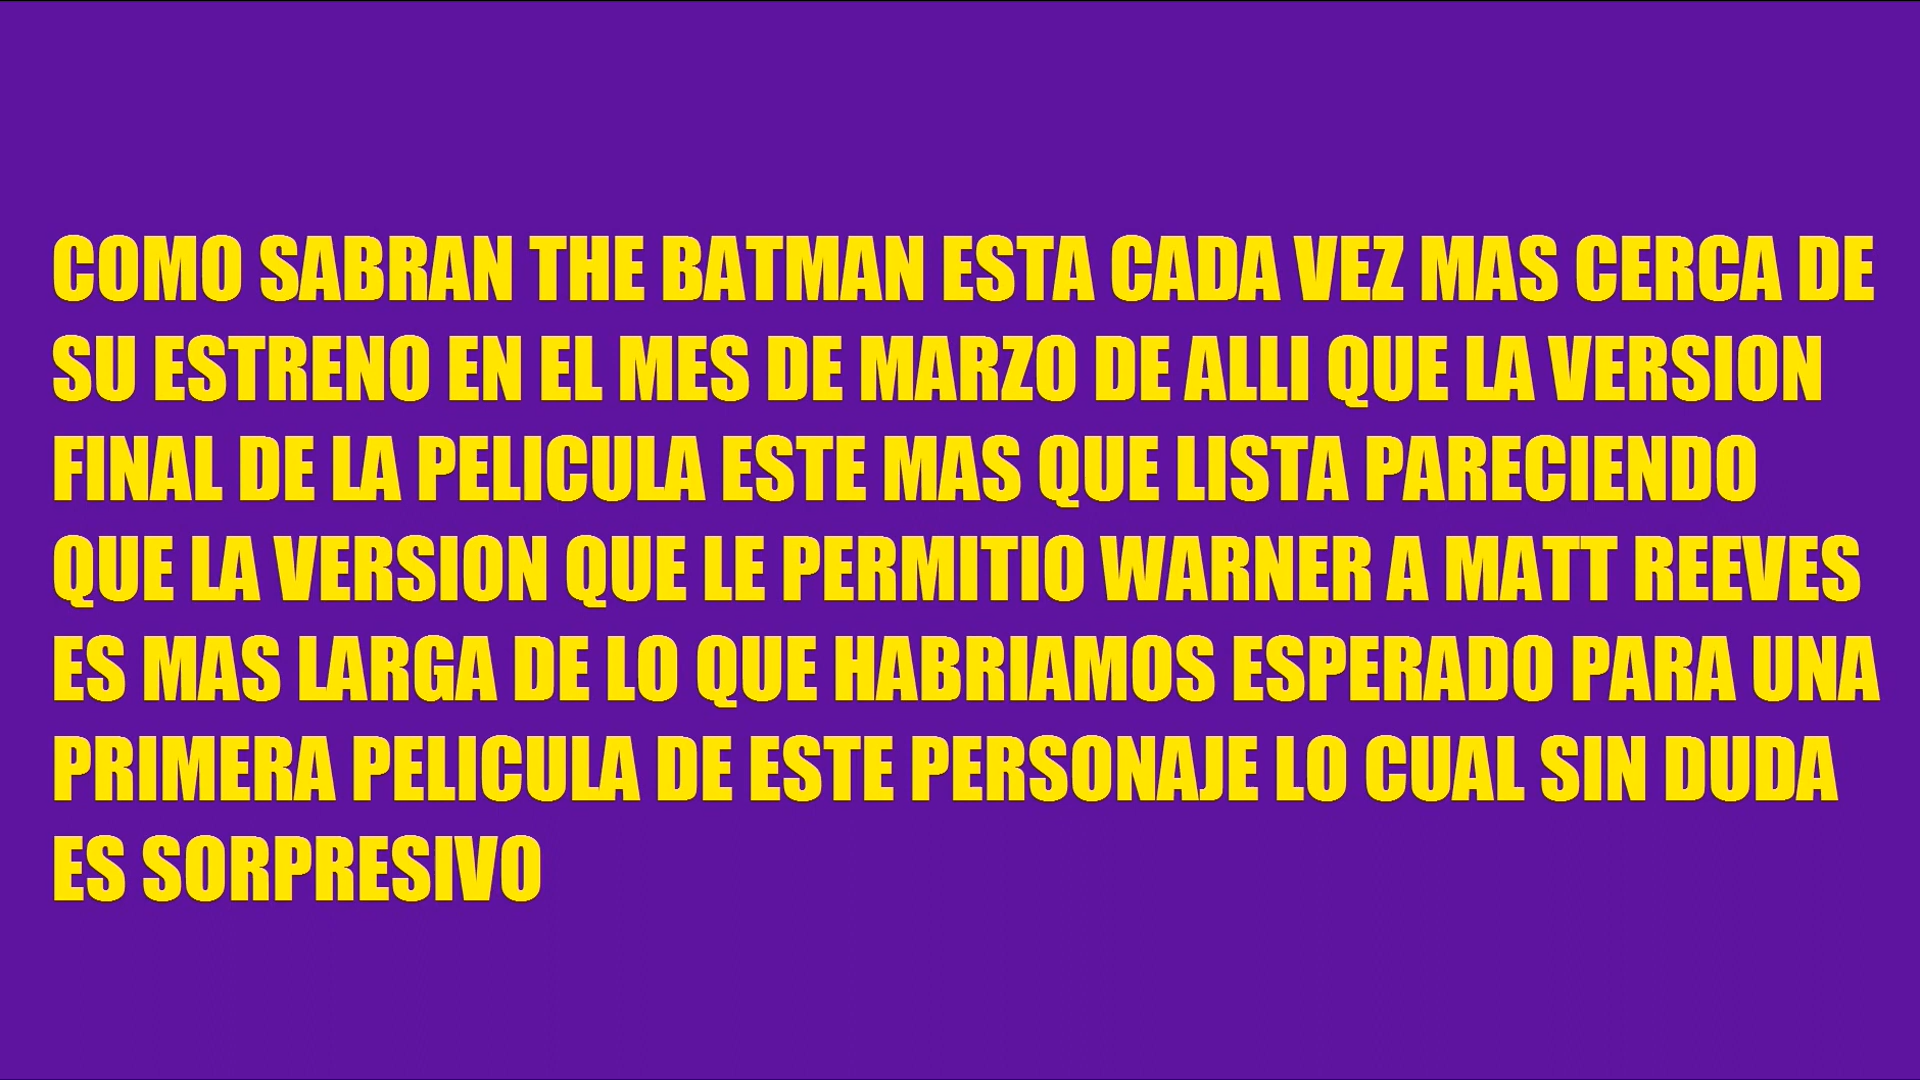 COMO SABRAN THE BATMAN ESTA CADA VEZ MAS CERCA DE
SU ESTRENO EN EL MES DE MARZO DE ALLI QUE LA VERSION
FINAL DE LA PELICULA ESTE MAS QUE LISTA PARECIENDO
QUE LA VERSION QUE LE PERMITIO WARNER A MATT REEVES
ES MAS LARGA DE LO QUE HABRIAMOS ESPERADO PARA UNA
PRIMERA PELICULA DE ESTE PERSONAJE LO CUAL SIN DUDA
ES SORPRESIVO